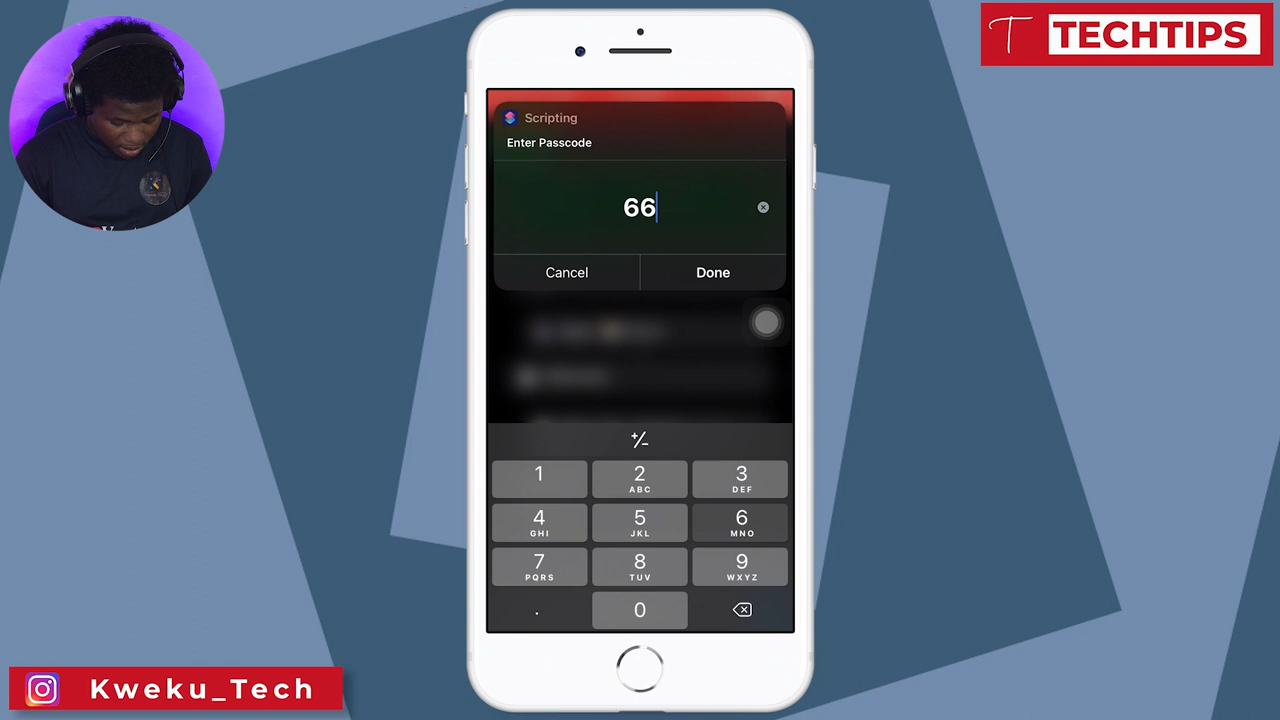 T TECHTIPS
Scripting
Enter Passcode
66
Cancel
Done
+/-
1
2
ABC
3
DEF
4
GHI
5
JKL
6
MNO
7
PQRS
8
TUV
9
WXYZ
.
0
Kweku_Tech